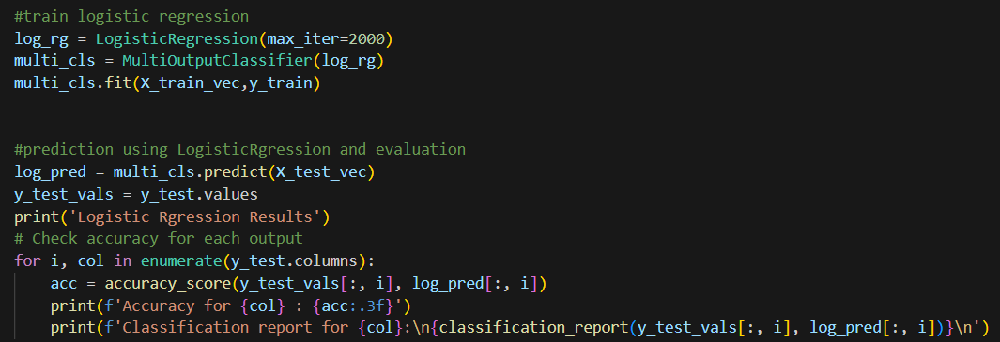 #train logistic regression
log_rg = LogisticRegression(max_iter=2000)
multi_cls = MultiOutputClassifier(log_rg)
multi_cls.fit(X_train_vec,y_train)
#prediction using LogisticRgression and evaluation
log_pred = multi_cls.predict(X_test_vec)
y_test_vals = y_test.values
print('Logistic Rgression Results')
# Check accuracy for each output
for i, col in enumerate(y_test.columns):
    acc = accuracy_score(y_test_vals[:, i], log_pred[:, i])
    print(f'Accuracy for {col} : {acc:.3f}')
    print(f'Classification report for {col}:\n{classification_report(y_test_vals[:, i], log_pred[:, i])}\n')